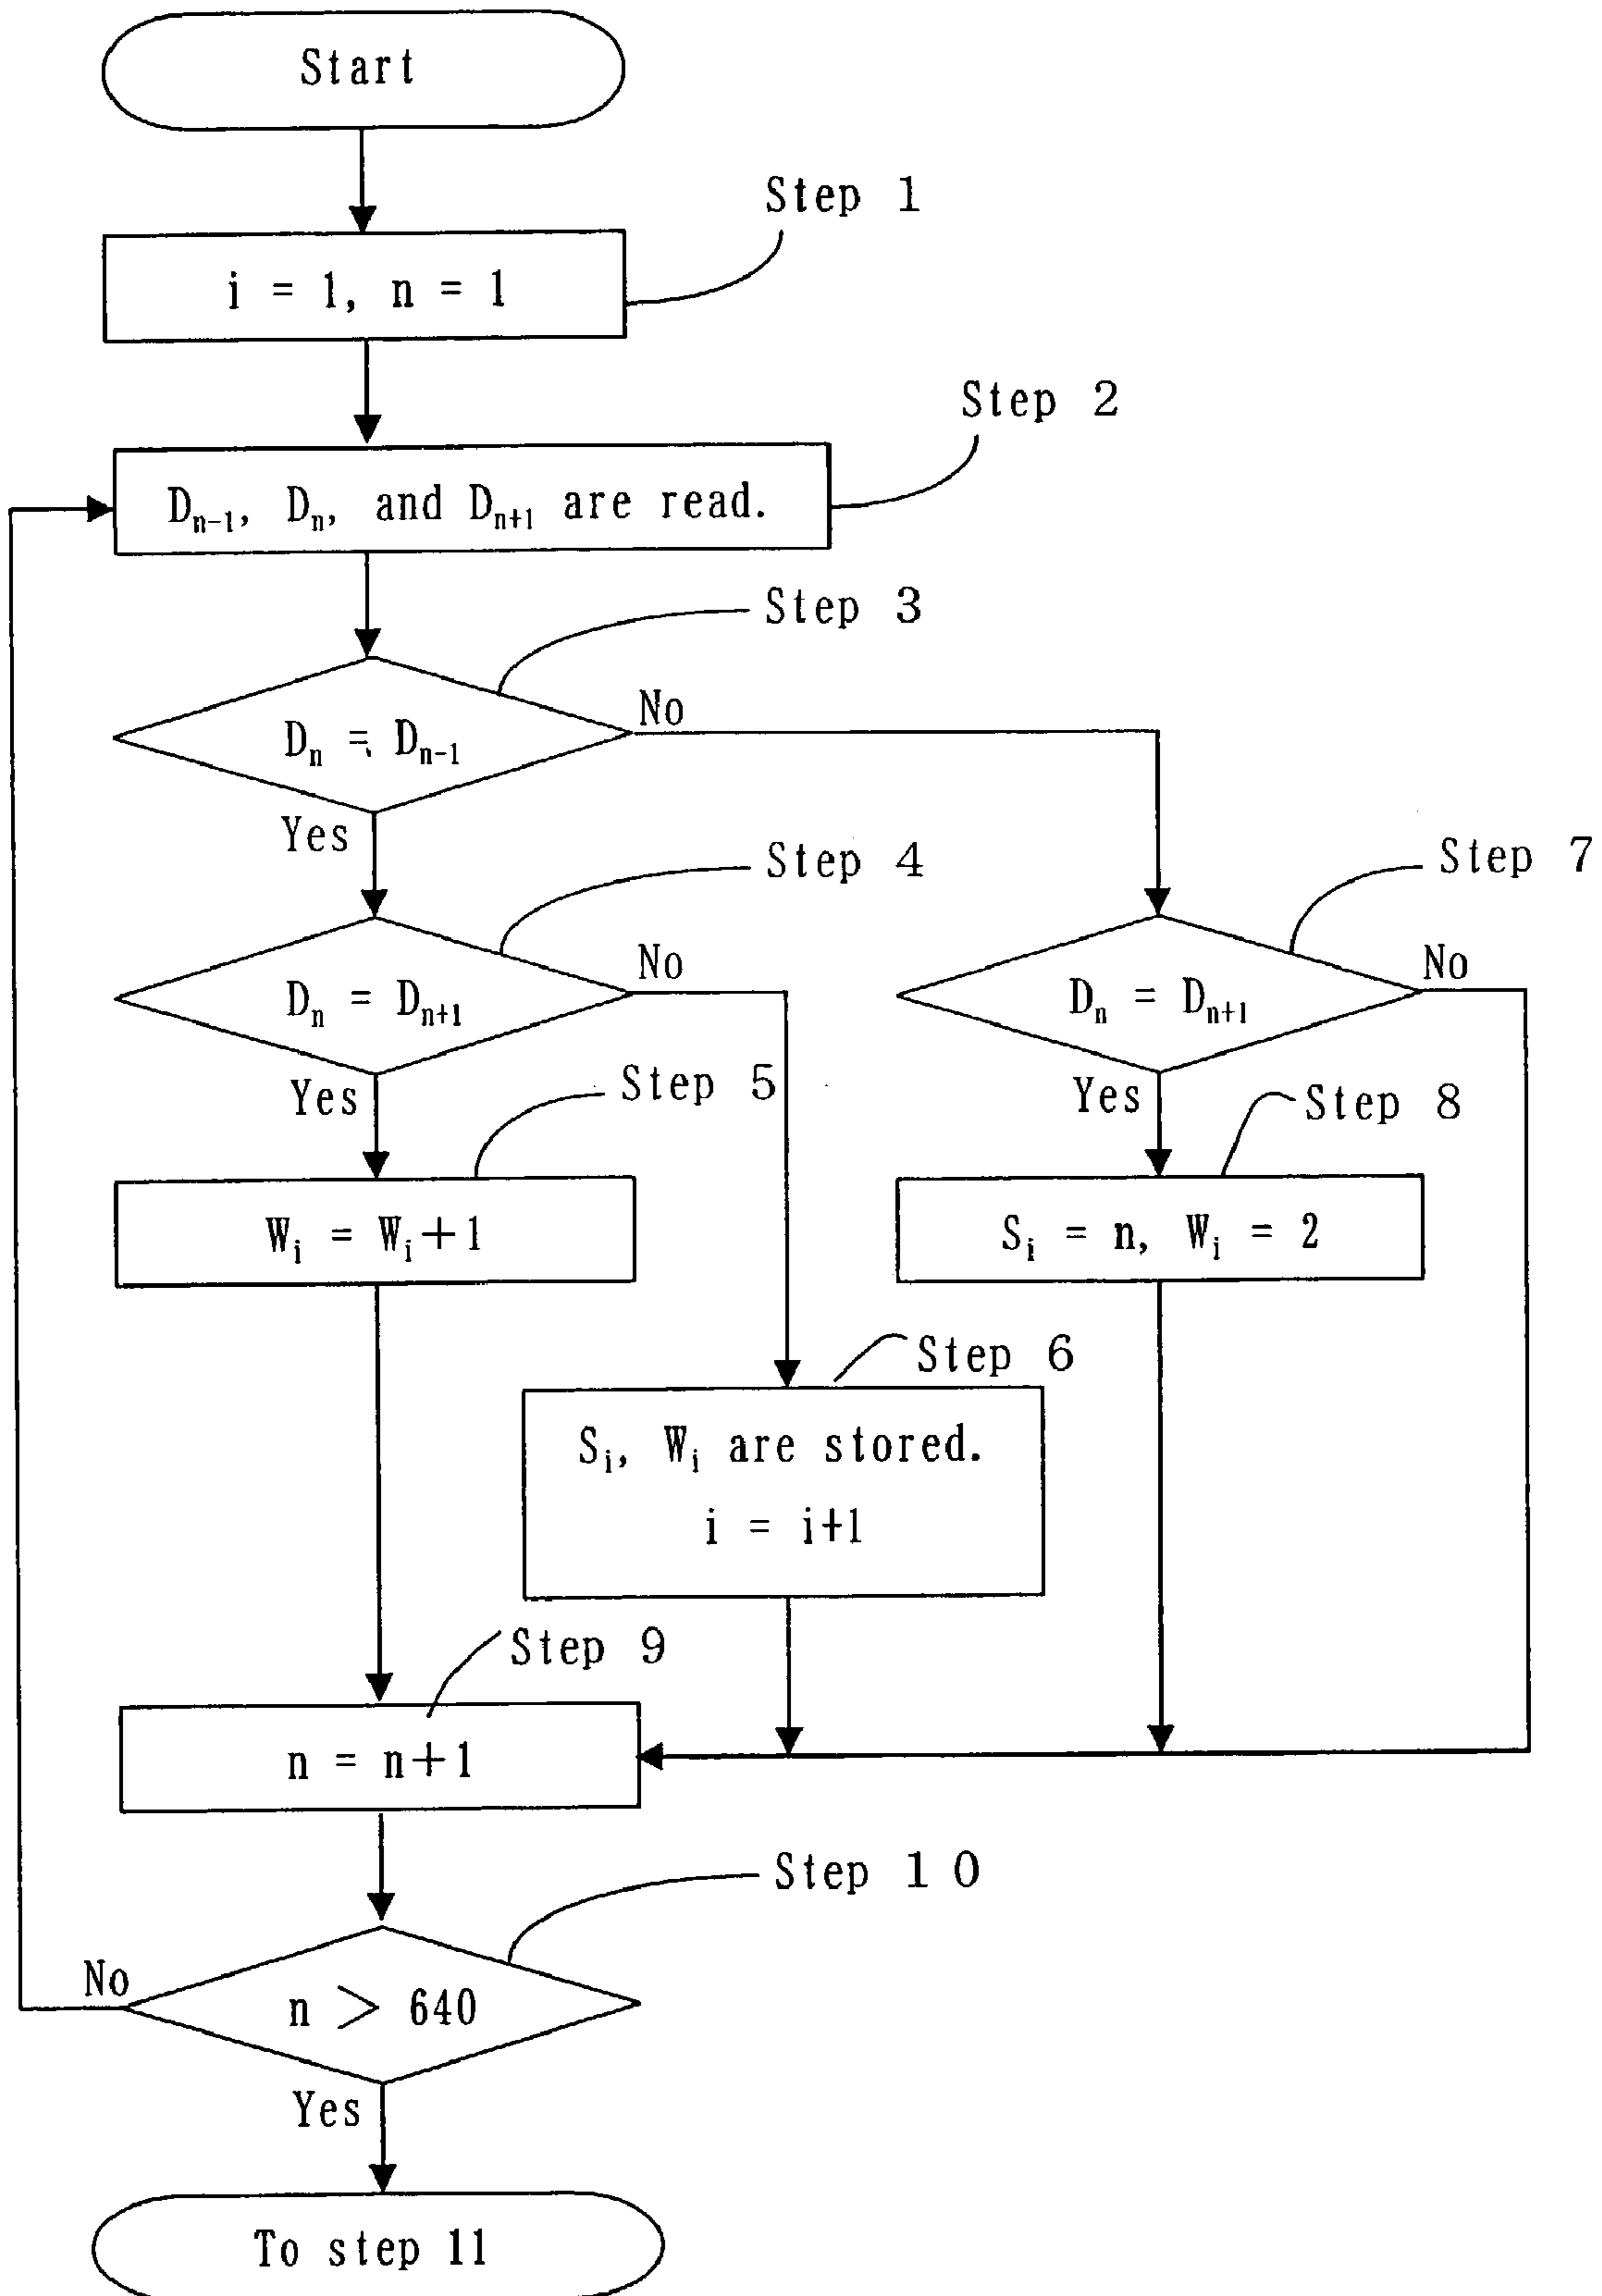 Start
Step 1
i = 1, n = 1
Step 2
Dₙ₋₁, Dₙ, and Dₙ₊₁ are read.
Step 3
Dₙ = Dₙ₋₁
No
Yes
Step 4
Step 7
Dₙ = Dₙ₊₁
No
Dₙ = Dₙ₊₁
No
Yes
Step 5
Yes
Step 8
Wᵢ = Wᵢ+1
Sᵢ = n, Wᵢ = 2
Step 6
Sᵢ, Wᵢ are stored.
i = i+1
Step 9
n = n+1
Step 10
No
n > 640
Yes
To step 11